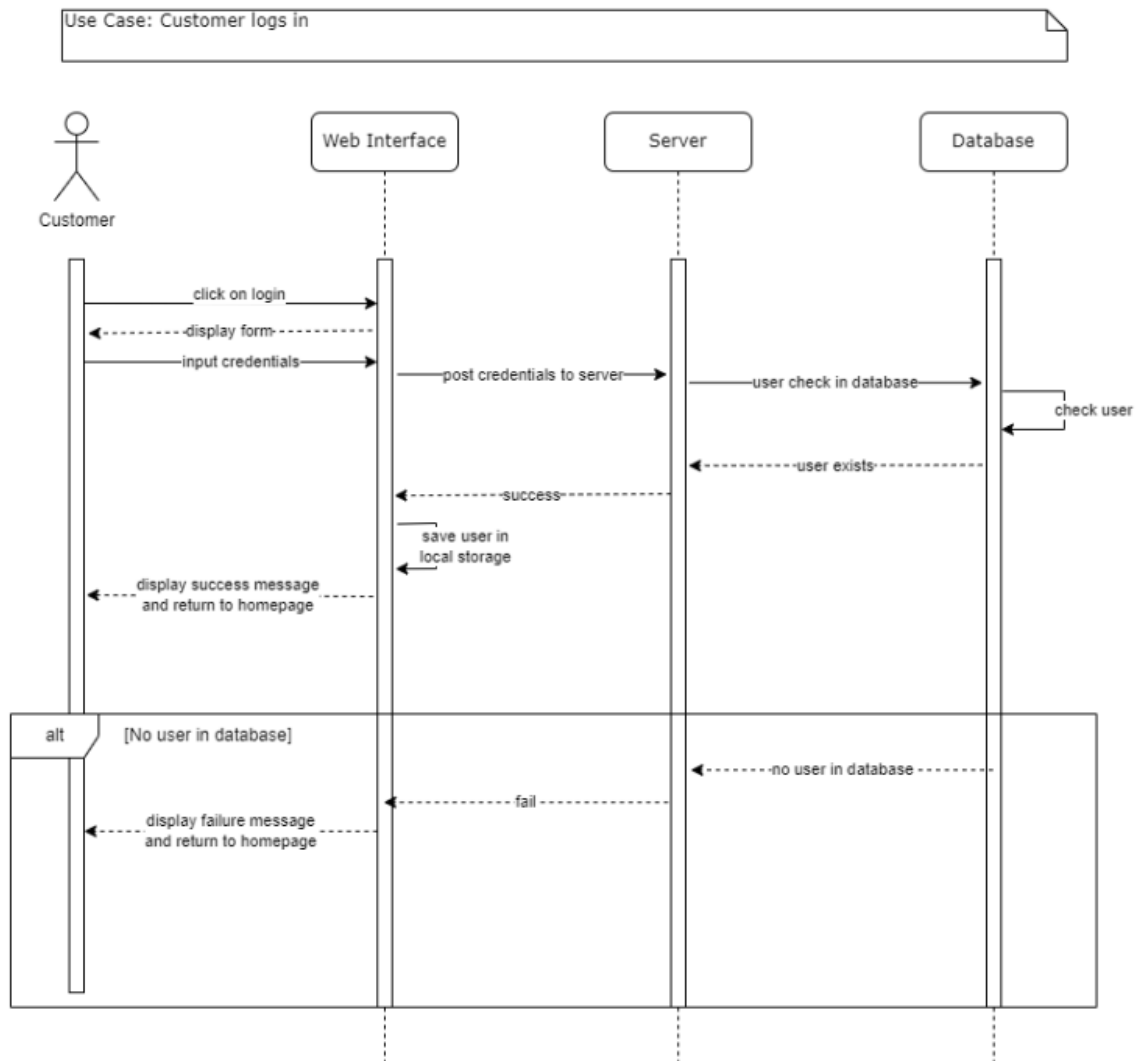 Use Case: Customer logs in
Web Interface
Server
Database
Customer
click on login
display form
input credentials
post credentials to server
user check in database
check user
user exists
success
save user in
local storage
display success message
and return to homepage
alt
[No user in database]
no user in database
fail
display failure message
and return to homepage